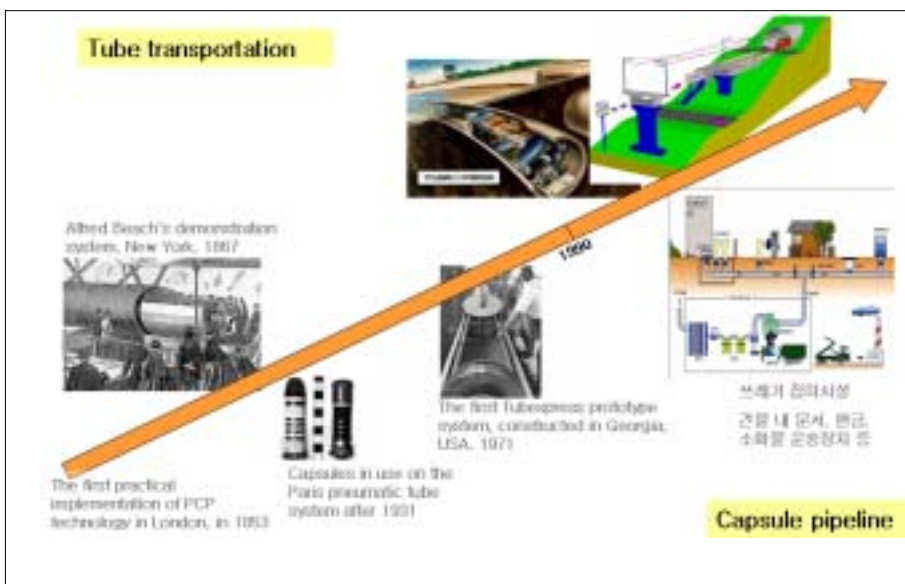 Tube transportation
Alfred Beach's demonstration
system, New York, 1867
1990
The first Tubexpress prototype
system, constructed in Georgia,
USA, 1971
쓰레기 집하시설
건물 내 문서, 현금,
소화물 운송장치 등
Capsules in use on the
Paris pneumatic tube
system after 1931
The first practical
implementation of PCP
technology in London, in 1853
Capsule pipeline